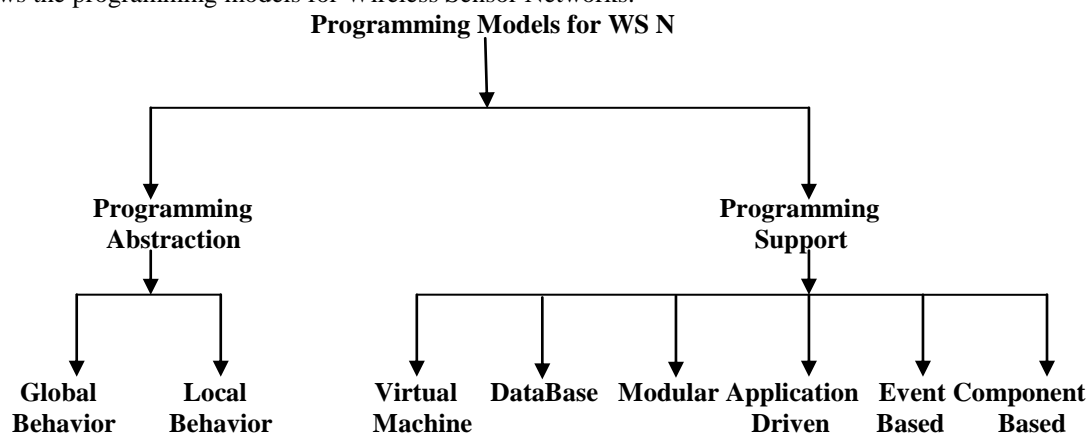 ws the programming models for Wireless Sensor Networks.
Programming Models for WS N
Programming
Abstraction
Programming
Support
Global
Behavior
Local
Behavior
Virtual
Machine
DataBase
Modular
Application
Driven
Event
Based
Component
Based